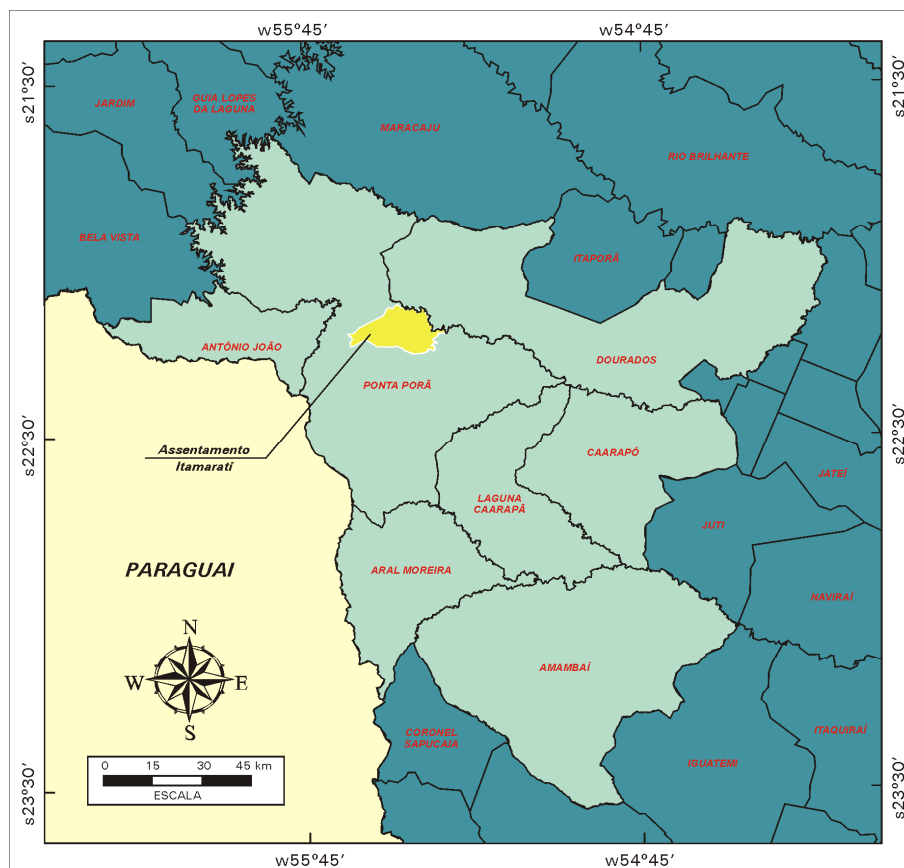 w55°45′
w54°45′
s21°30′
s21°30′
JARDIM
GUIA LOPES
DA LAGUNA
MARACAJU
RIO BRILHANTE
BELA VISTA
ITAPORÃ
ANTÔNIO JOÃO
DOURADOS
PONTA PORÃ
s22°30′
s22°30′
Assentamento
Itamarati
CAARAPÓ
JATEÍ
LAGUNA
CAARAPÃ
JUTI
PARAGUAI
ARAL MOREIRA
NAVIRAÍ
N
W
E
S
AMAMBAÍ
CORONEL
SAPUCAIA
ITAQUIRAÍ
IGUATEMI
0 15 30 45 km
ESCALA
s23°30′
s23°30′
w55°45′
w54°45′